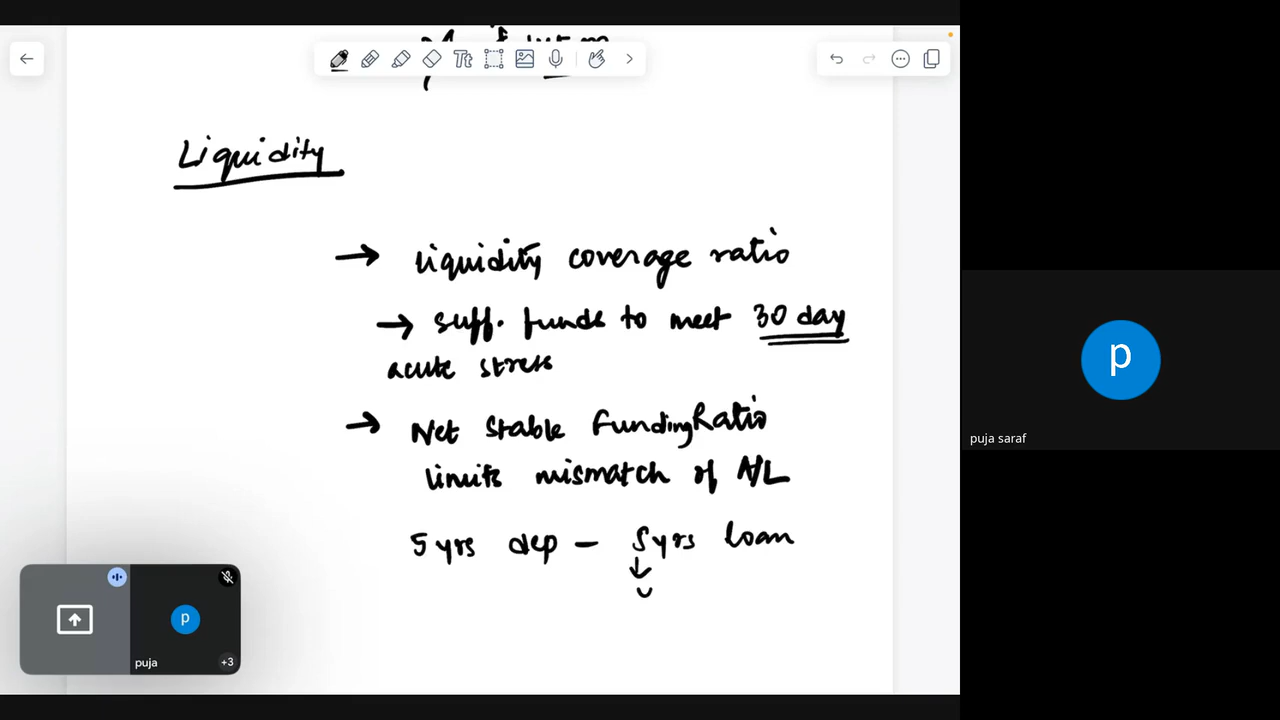 Tt
Liquidity
→ Liquidity coverage ratio
→ suff. funds to meet 30 day
acute stress
→ Net Stable Funding Ratio
limits mismatch of A/L
5 yrs dep – 5 yrs loan
↓
p
puja saraf
p
puja
+3